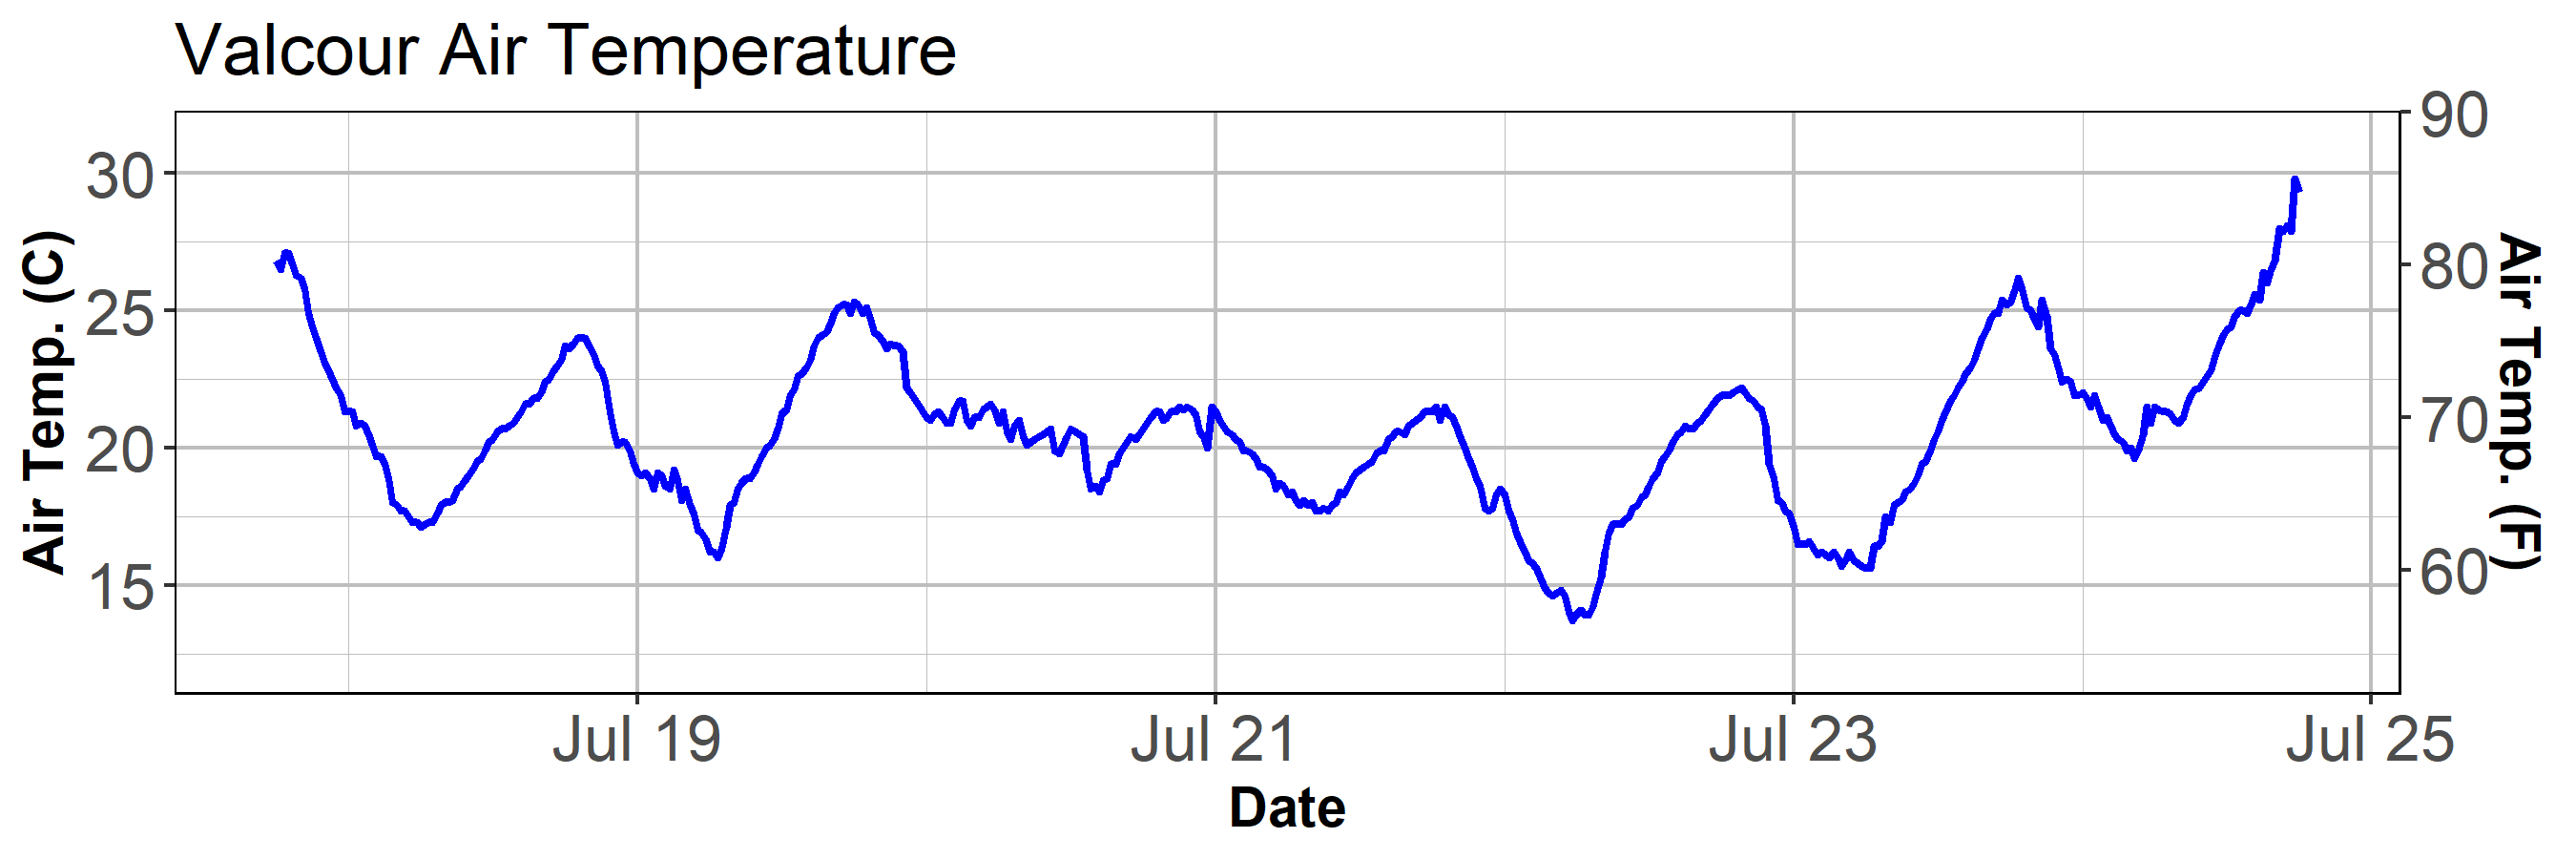 Valcour Air Temperature
Air Temp. (C)
30
25
20
15
90
80
70
60
Air Temp. (F)
Jul 19
Jul 21
Jul 23
Jul 25
Date